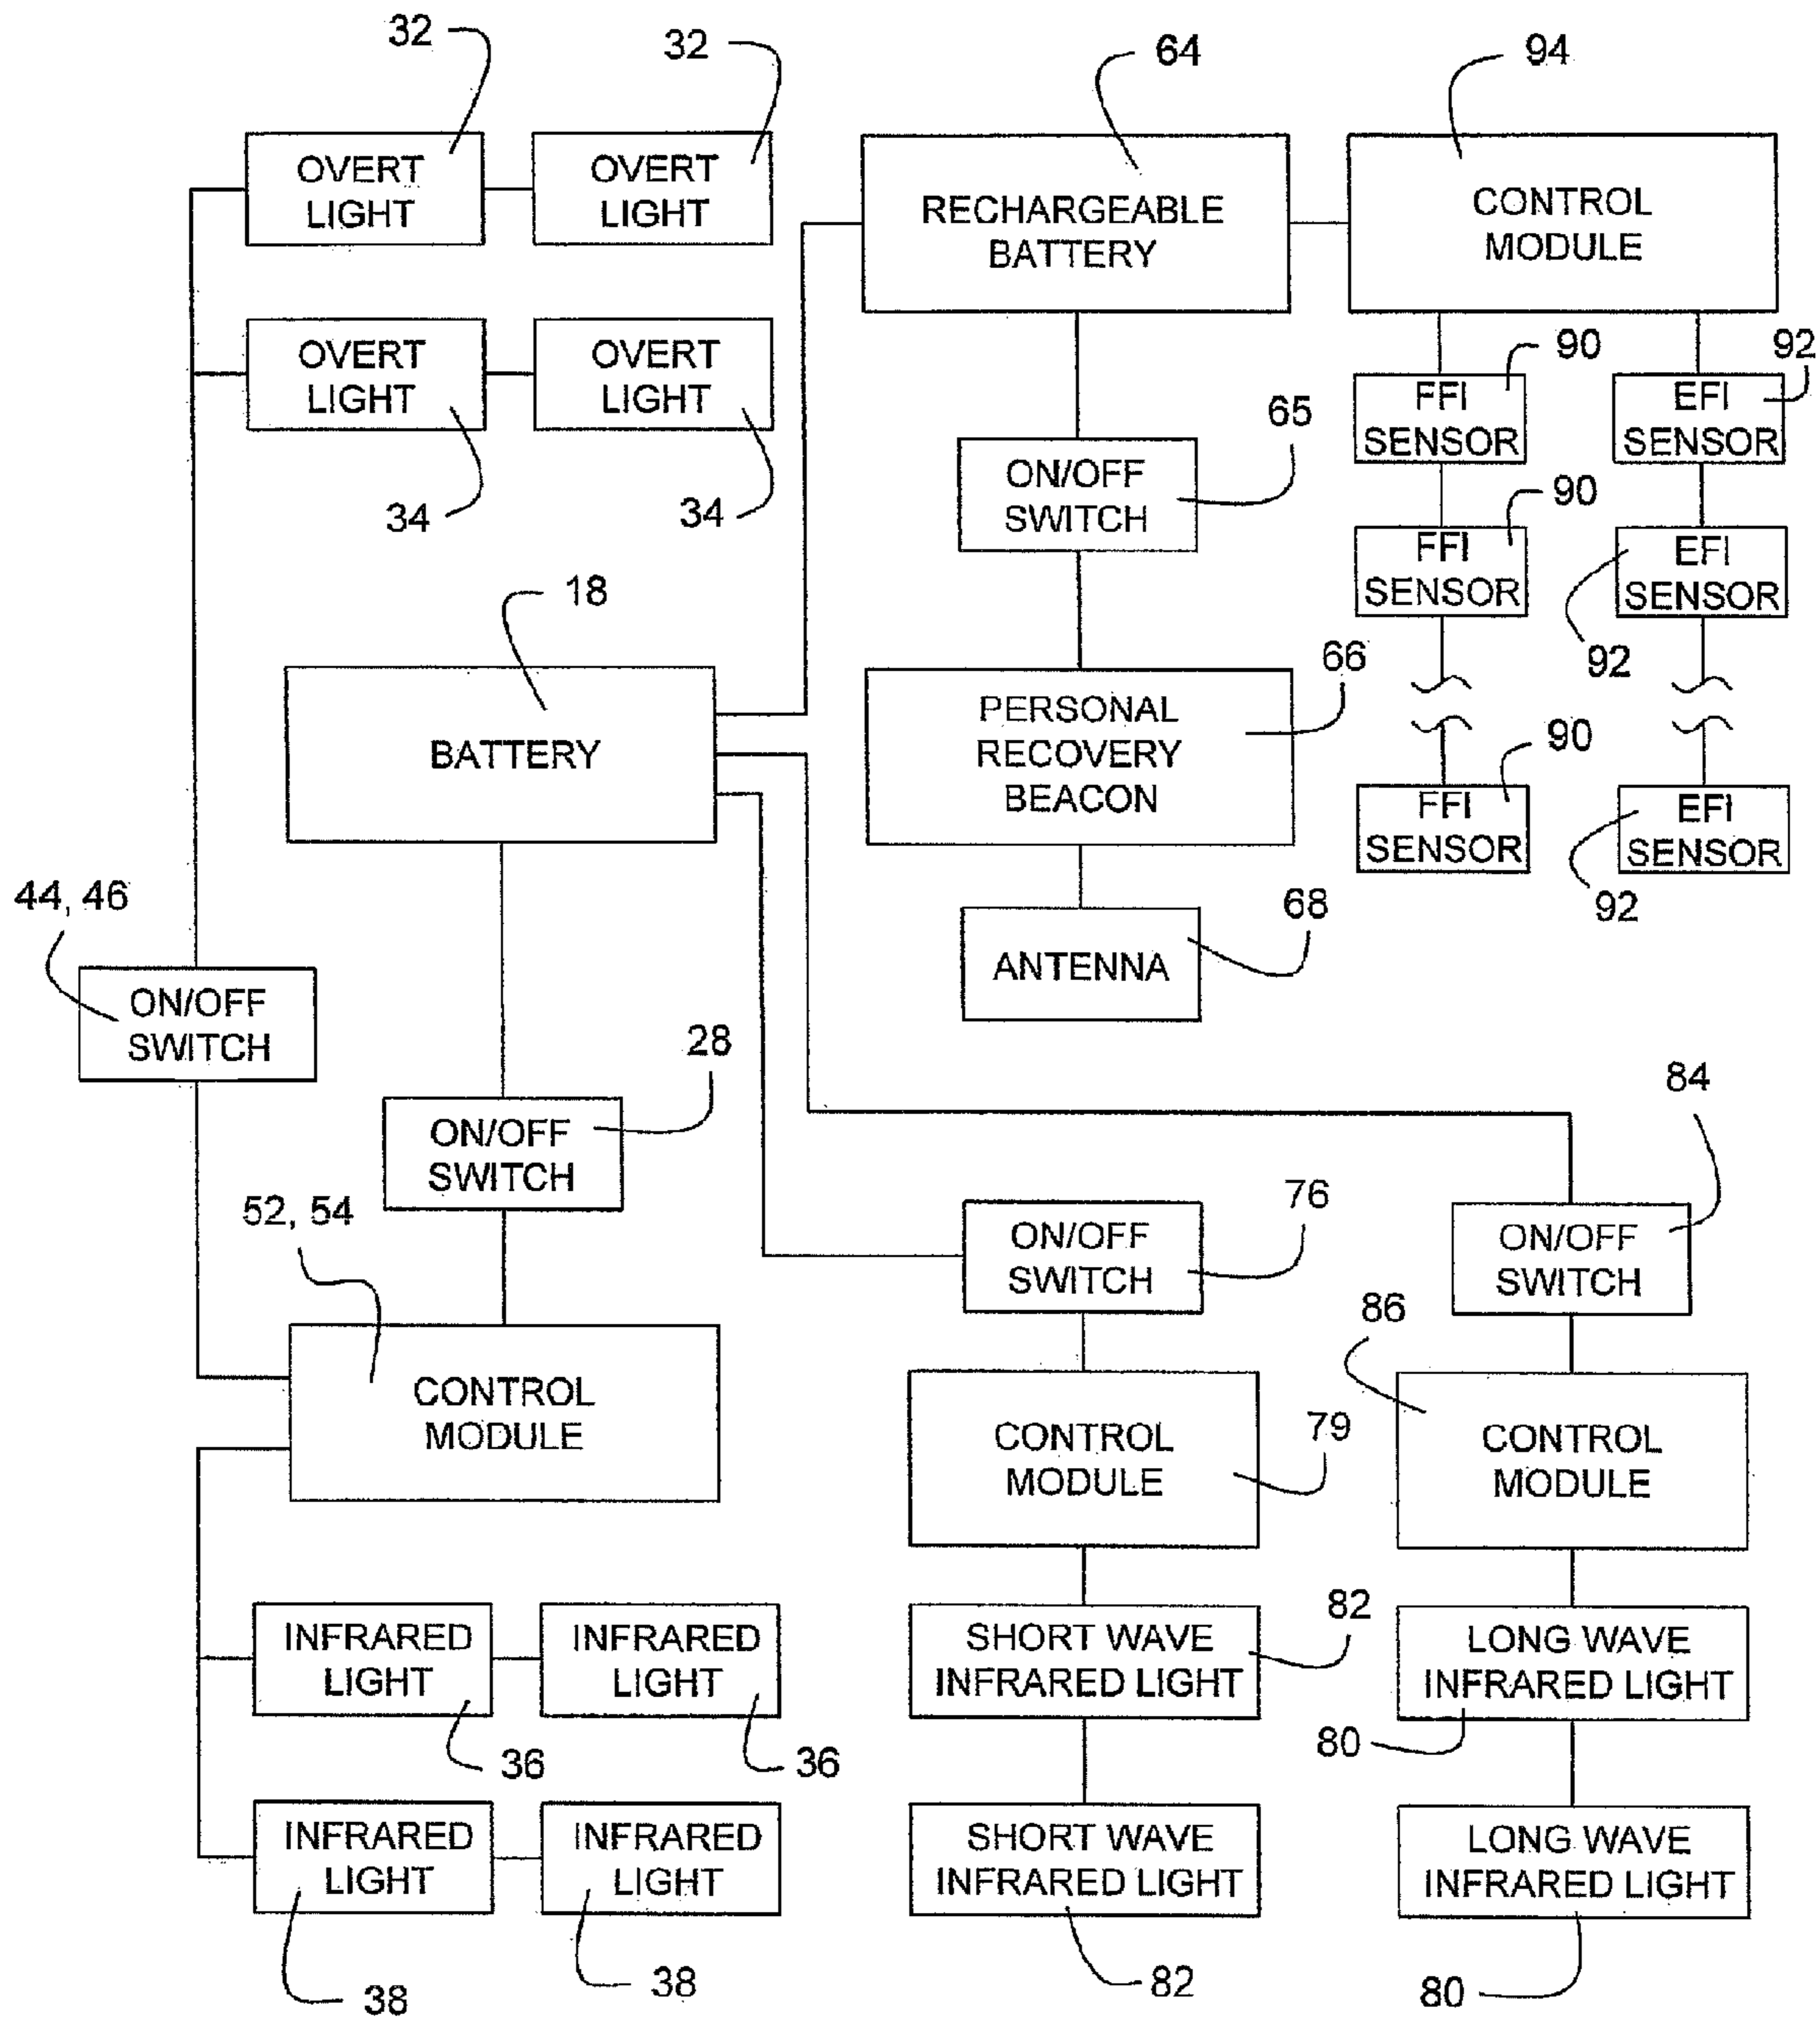 32
32
64
94
OVERT
LIGHT
OVERT
LIGHT
RECHARGEABLE
BATTERY
CONTROL
MODULE
OVERT
LIGHT
OVERT
LIGHT
34
34
90
92
FFI
SENSOR
EFI
SENSOR
65
ON/OFF
SWITCH
90
FFI
SENSOR
EFI
SENSOR
92
18
BATTERY
66
PERSONAL
RECOVERY
BEACON
90
FFI
SENSOR
EFI
SENSOR
92
68
ANTENNA
44, 46
ON/OFF
SWITCH
28
ON/OFF
SWITCH
84
76
ON/OFF
SWITCH
ON/OFF
SWITCH
52, 54
CONTROL
MODULE
86
79
CONTROL
MODULE
CONTROL
MODULE
INFRARED
LIGHT
INFRARED
LIGHT
36
36
82
SHORT WAVE
INFRARED LIGHT
LONG WAVE
INFRARED LIGHT
80
INFRARED
LIGHT
INFRARED
LIGHT
38
38
SHORT WAVE
INFRARED LIGHT
82
LONG WAVE
INFRARED LIGHT
80